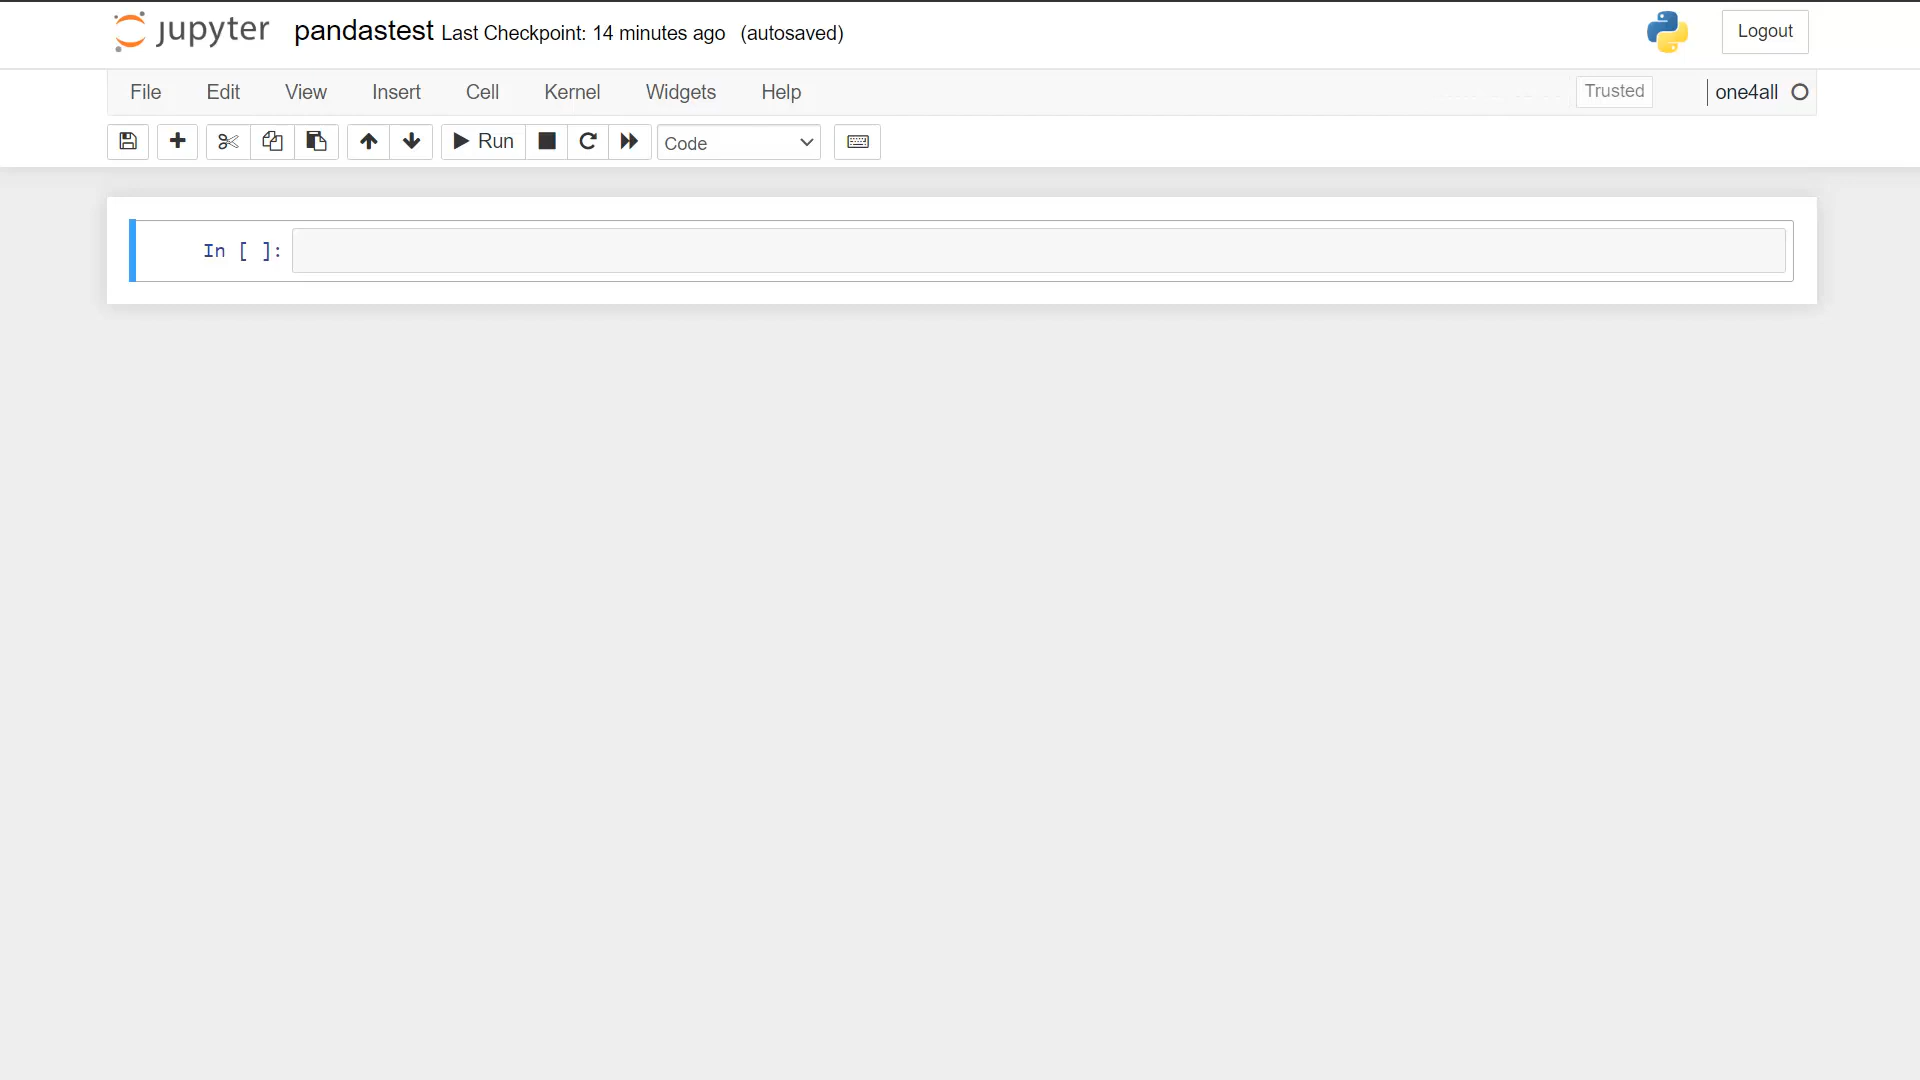 jupyter pandastest Last Checkpoint: 14 minutes ago (autosaved) Logout
File Edit View Insert Cell Kernel Widgets Help Trusted one4all
Run Code
In [ ]: